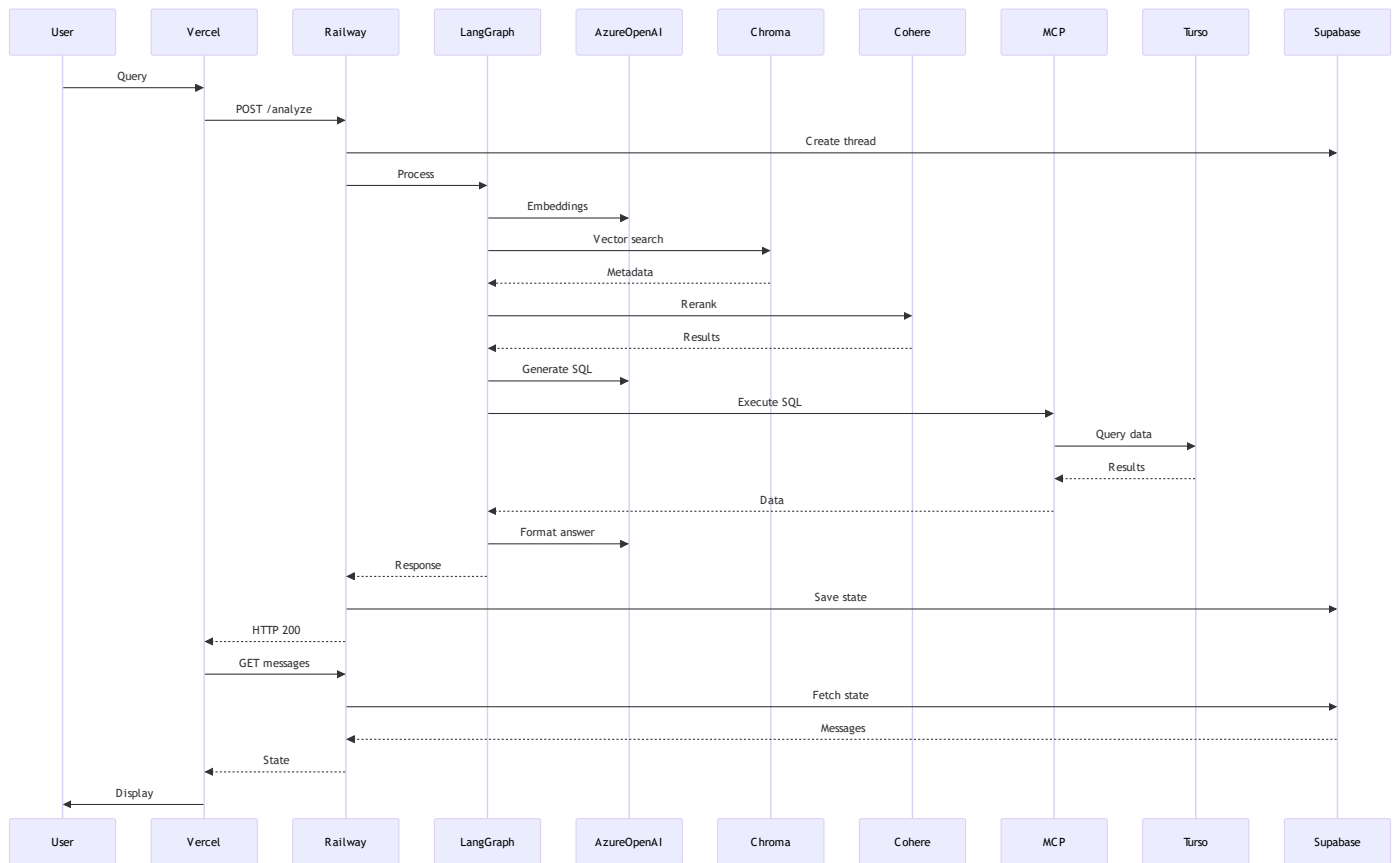 User Vercel Railway LangGraph AzureOpenAI Chroma Cohere MCP Turso Supabase
Query
POST /analyze
Create thread
Process
Embeddings
Vector search
Metadata
Rerank
Results
Generate SQL
Execute SQL
Query data
Results
Data
Format answer
Response
Save state
HTTP 200
GET messages
Fetch state
Messages
State
Display
User Vercel Railway LangGraph AzureOpenAI Chroma Cohere MCP Turso Supabase